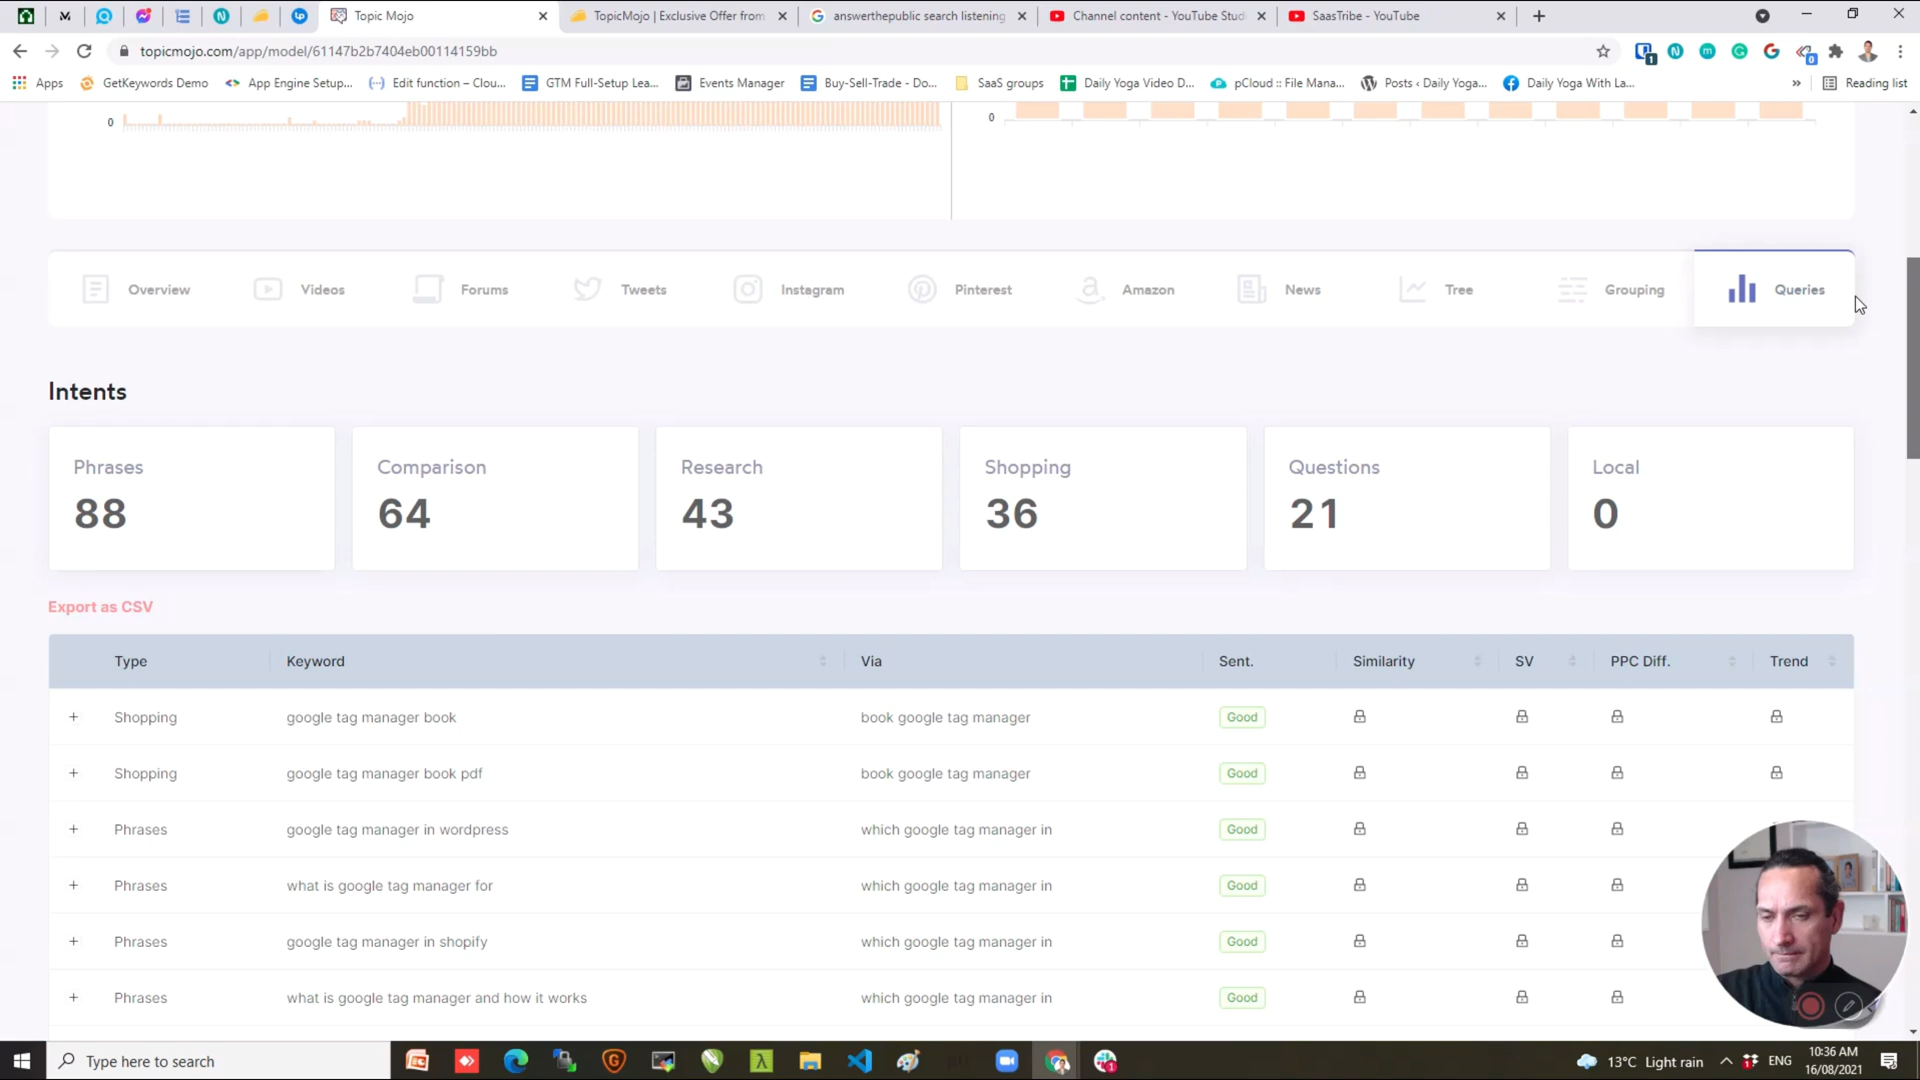 Topic Mojo
TopicMojo | Exclusive Offer from
answerthepublic search listening
Channel content - YouTube Stud
SaasTribe - YouTube
topicmojo.com/app/model/61147b2b7404eb00114159bb
Apps
GetKeywords Demo
App Engine Setup...
Edit function – Clou...
GTM Full-Setup Lea...
Events Manager
Buy-Sell-Trade - Do...
SaaS groups
Daily Yoga Video D...
pCloud :: File Mana...
Posts ‹ Daily Yoga...
Daily Yoga With La...
»
Reading list
0
0
Overview
Videos
Forums
Tweets
Instagram
Pinterest
Amazon
News
Tree
Grouping
Queries
Intents
Phrases
88
Comparison
64
Research
43
Shopping
36
Questions
21
Local
0
Export as CSV
Type Keyword Via Sent. Similarity SV PPC Diff. Trend
+ Shopping google tag manager book book google tag manager Good
+ Shopping google tag manager book pdf book google tag manager Good
+ Phrases google tag manager in wordpress which google tag manager in Good
+ Phrases what is google tag manager for which google tag manager in Good
+ Phrases google tag manager in shopify which google tag manager in Good
+ Phrases what is google tag manager and how it works which google tag manager in Good
Type here to search
13°C Light rain
ENG
10:36 AM
16/08/2021